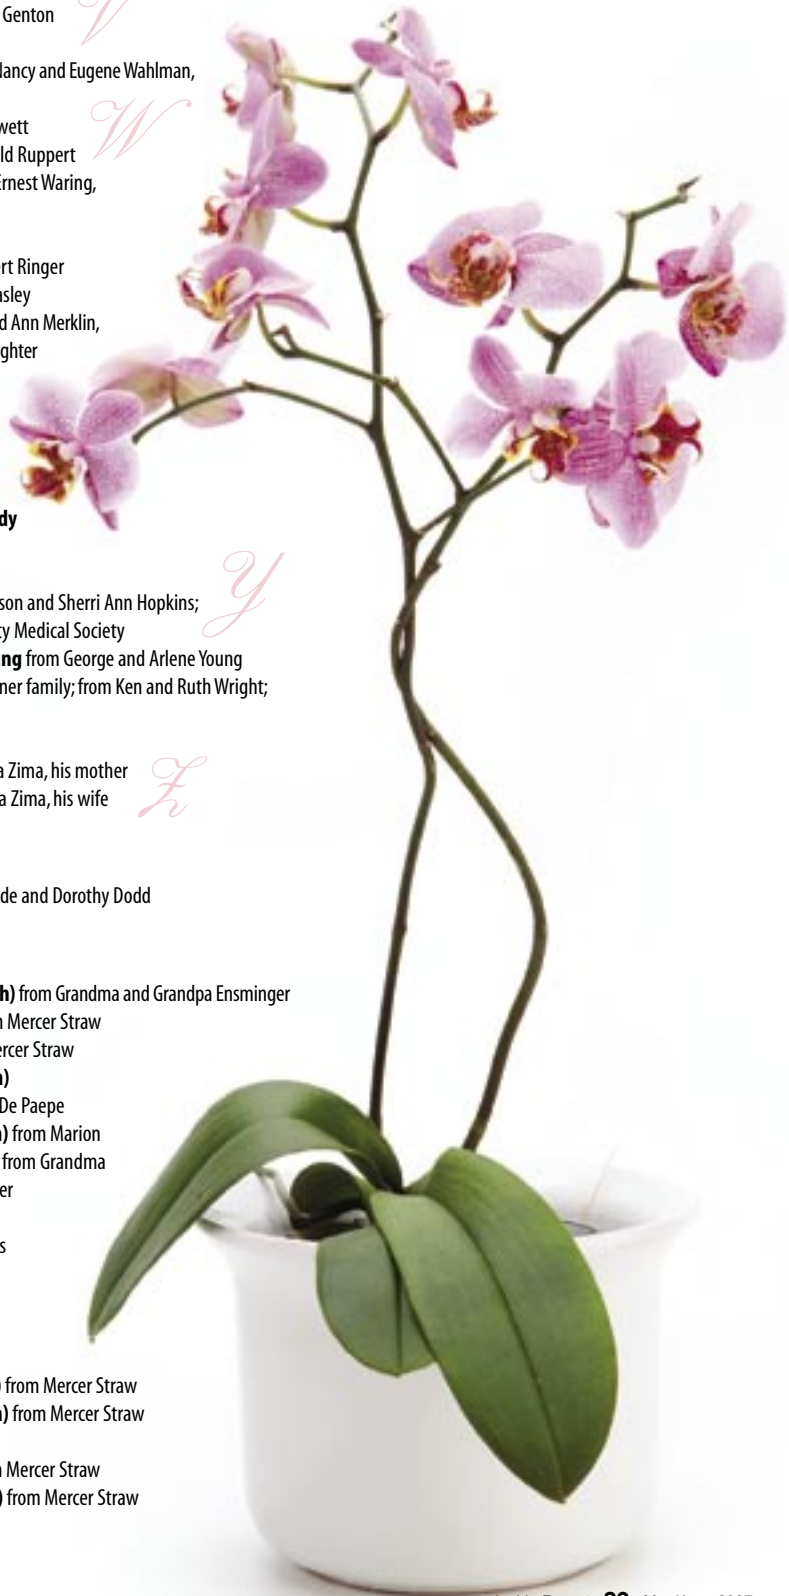 Genton
V
Nancy and Eugene Wahlman,
W
wett
ld Ruppert
Ernest Waring,
rt Ringer
sley
d Ann Merklin,
ghter
dy
Y
son and Sherri Ann Hopkins;
ty Medical Society
ng from George and Arlene Young
ner family; from Ken and Ruth Wright;
Z
a Zima, his mother
a Zima, his wife
de and Dorothy Dodd
h) from Grandma and Grandpa Ensminger
Mercer Straw
ercer Straw
)
De Paepe
) from Marion
from Grandma
er
s
) from Mercer Straw
) from Mercer Straw
Mercer Straw
) from Mercer Straw